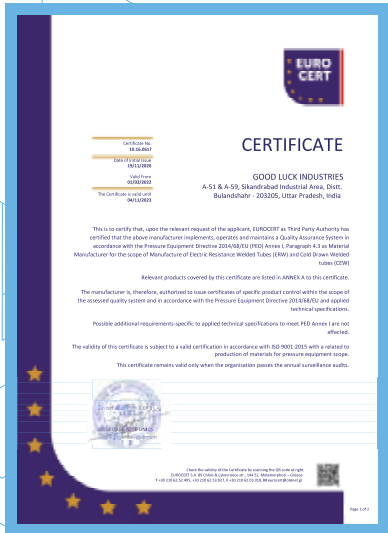 EURO
CERT
Certificate No.
10.16.0617
Date of Initial Issue
19/11/2020
Valid From
01/02/2022
The Certificate is valid until
04/11/2023
CERTIFICATE
GOOD LUCK INDUSTRIES
A-51 & A-59, Sikandrabad Industrial Area, Distt.
Bulandshahr - 203205, Uttar Pradesh, India
This is to certify that, upon the relevant request of the applicant, EUROCERT as Third Party Authority has
certified that the above manufacturer implements, operates and maintains a Quality Assurance System in
accordance with the Pressure Equipment Directive 2014/68/EU (PED) Annex I, Paragraph 4.3 as Material
Manufacturer for the scope of Manufacture of Electric Resistance Welded Tubes (ERW) and Cold Drawn Welded
tubes (CEW)
Relevant products covered by this certificate are listed in ANNEX A to this certificate.
The manufacturer is, therefore, authorized to issue certificates of specific product control within the scope of
the assessed quality system and in accordance with the Pressure Equipment Directive 2014/68/EU and applied
technical specifications.
Possible additional requirements-specific to applied technical specifications to meet PED Annex I are not
affected.
The validity of this certificate is subject to a valid certification in accordance with ISO 9001:2015 with a related to
production of materials for pressure equipment scope.
This certificate remains valid only when the organisation passes the annual surveillance audits.
Check the validity of the Certificate by scanning the QR code at right
EUROCERT S.A. 89 Chlois & Lykovriseos str., 144 52, Metamorphosi – Greece
Page 1 of 2